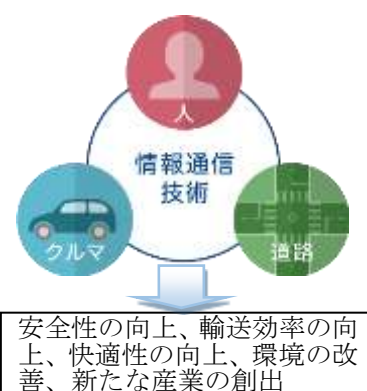 人
情報通信
技術
クルマ
道路
安全性の向上、輸送効率の向
上、快適性の向上、環境の改
善、新たな産業の創出